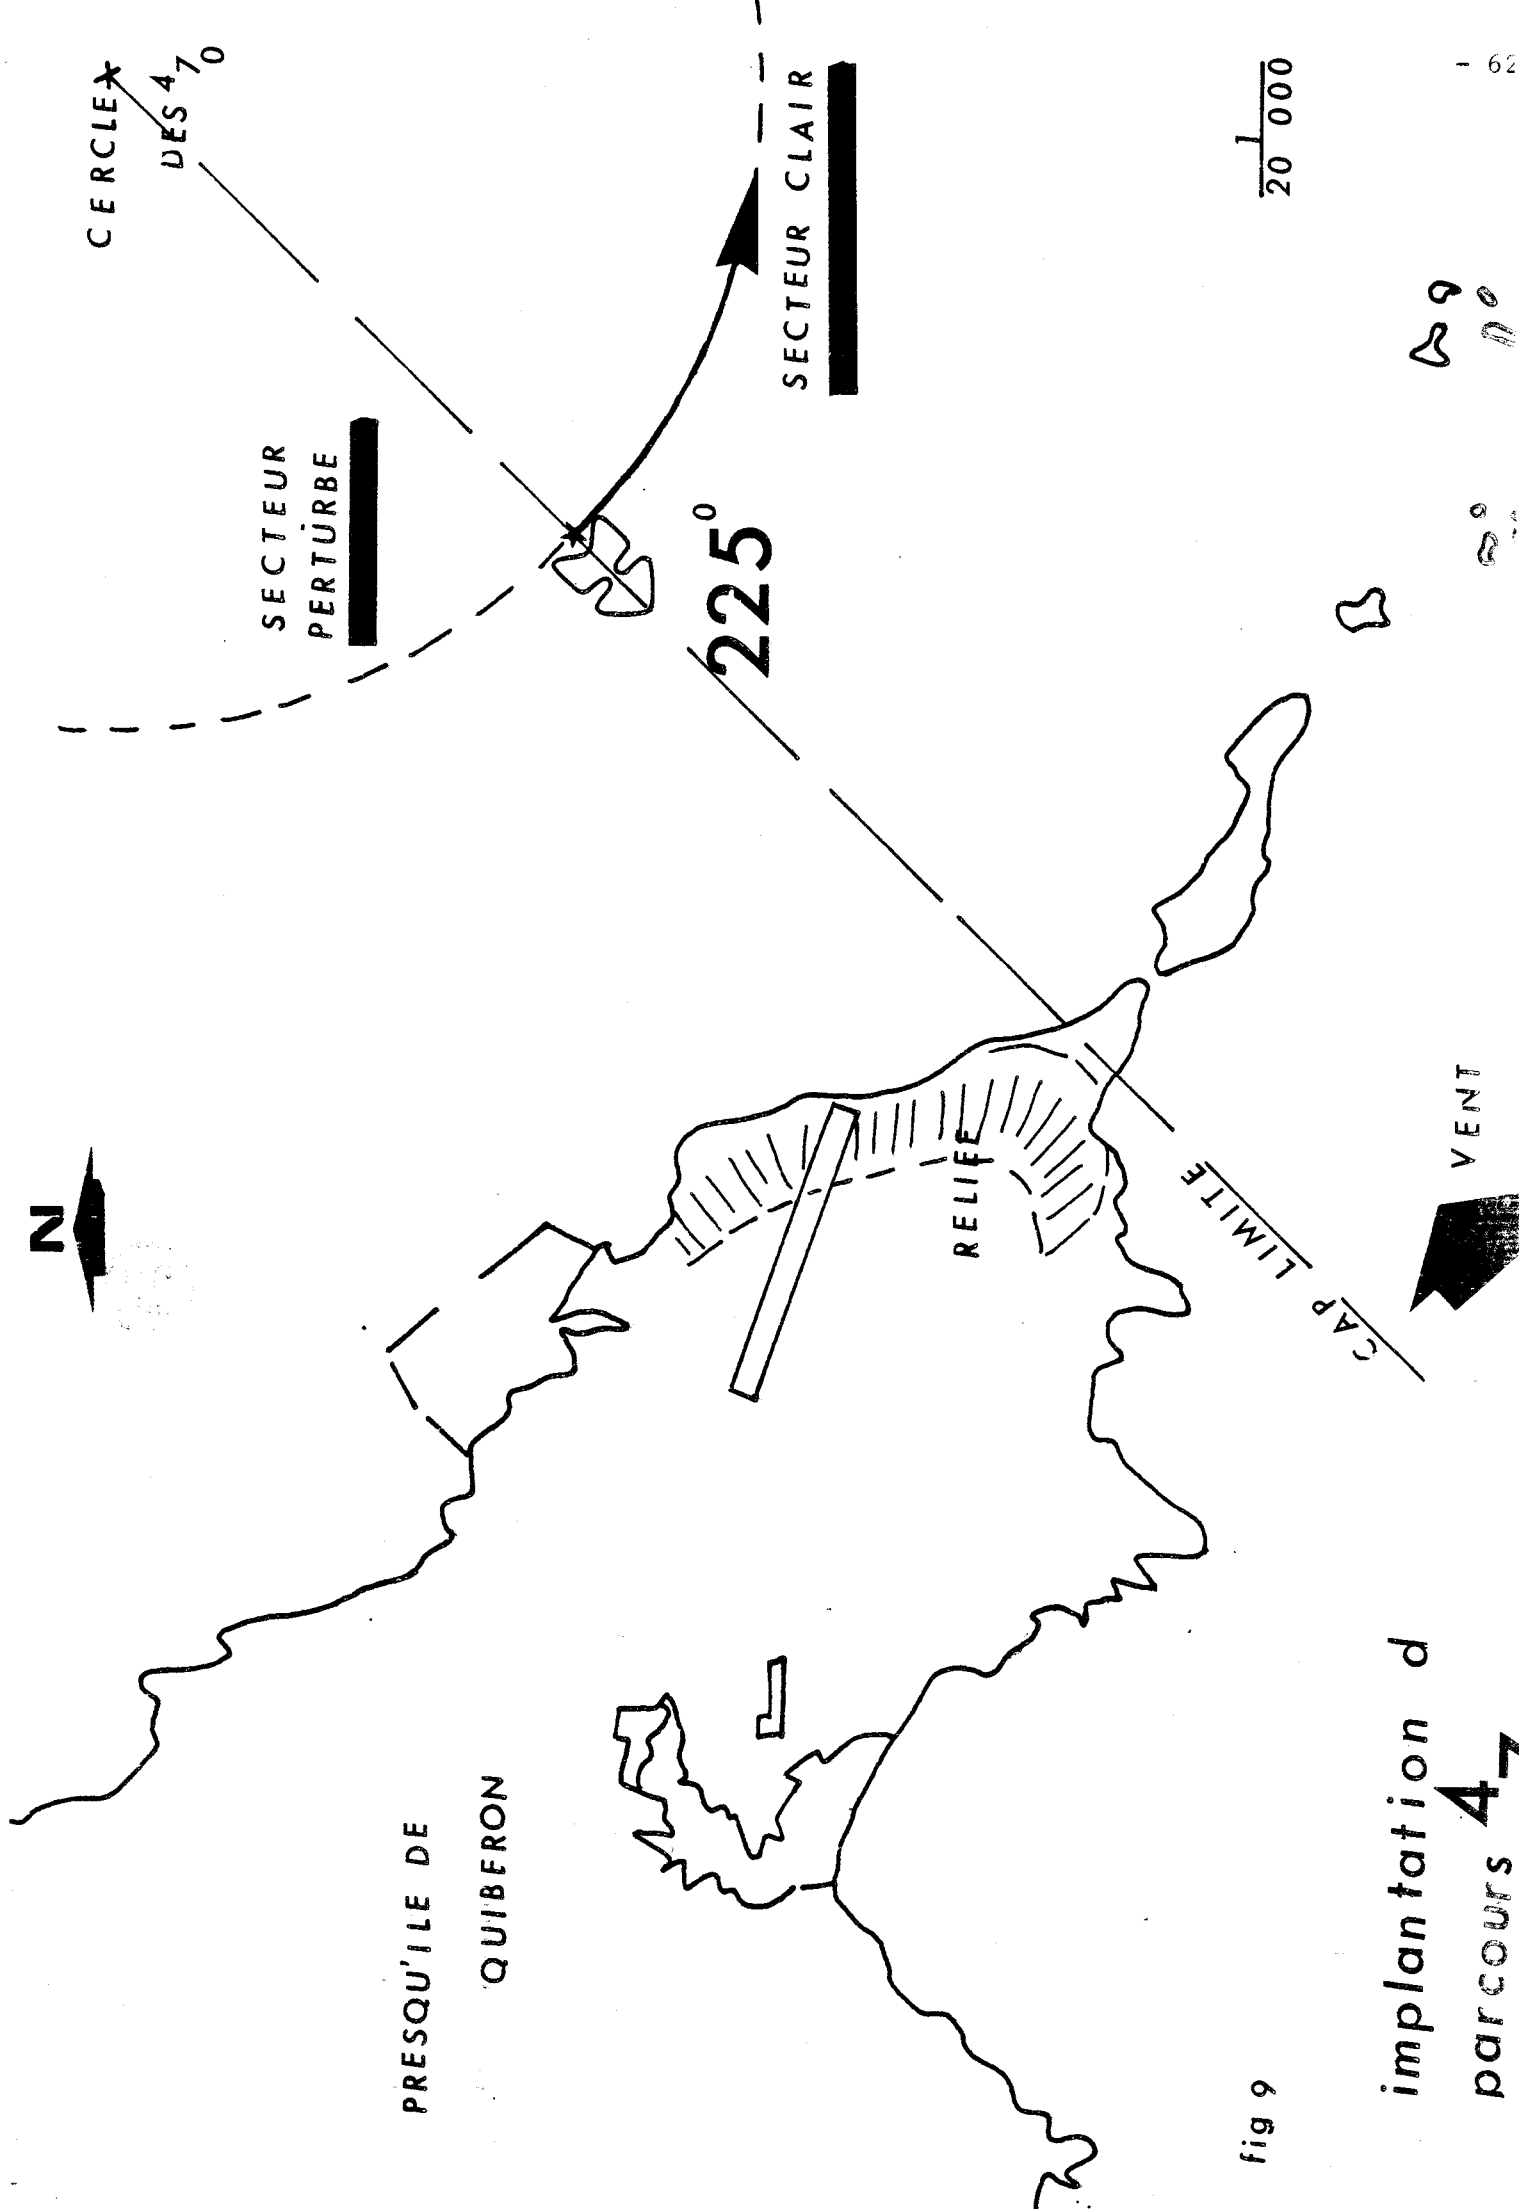 N
CERCLE
DES 470
SECTEUR
PERTURBE
225°
SECTEUR CLAIR
PRESQU'ILE DE
QUIBERON
RELIEF
CAP LIMITE
VENT
1
20 000
fig 9
implantation d
parcours 47
- 62